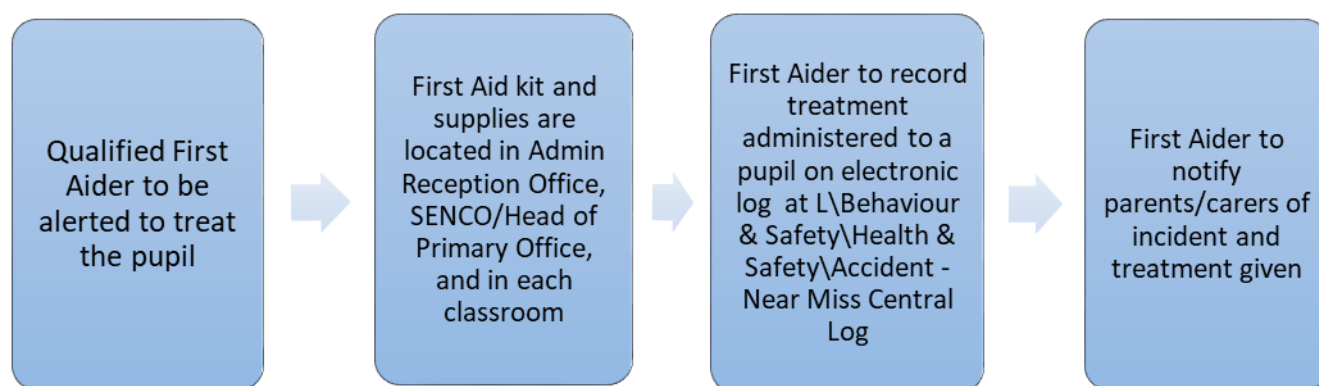 Qualified First
Aider to be
alerted to treat
the pupil
First Aid kit and
supplies are
located in Admin
Reception Office,
SENCO/Head of
Primary Office,
and in each
classroom
First Aider to record
treatment
administered to a
pupil on electronic
log at L\Behaviour
& Safety\Health &
Safety\Accident -
Near Miss Central
Log
First Aider to
notify
parents/carers of
incident and
treatment given